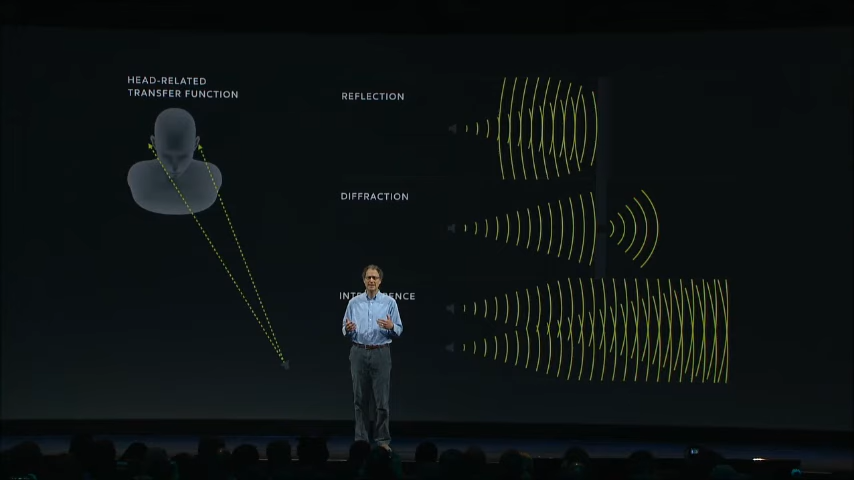 HEAD-RELATED
TRANSFER FUNCTION
REFLECTION
DIFFRACTION